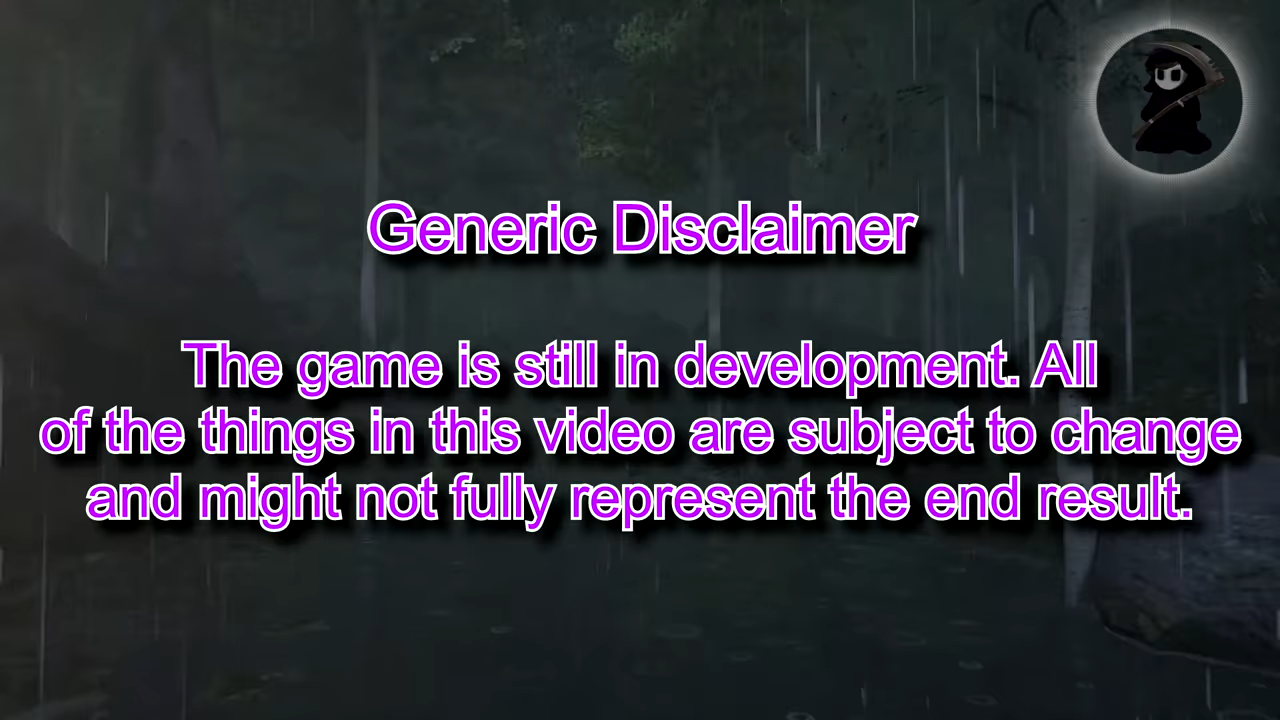 Generic Disclaimer
The game is still in development. All
of the things in this video are subject to change
and might not fully represent the end result.